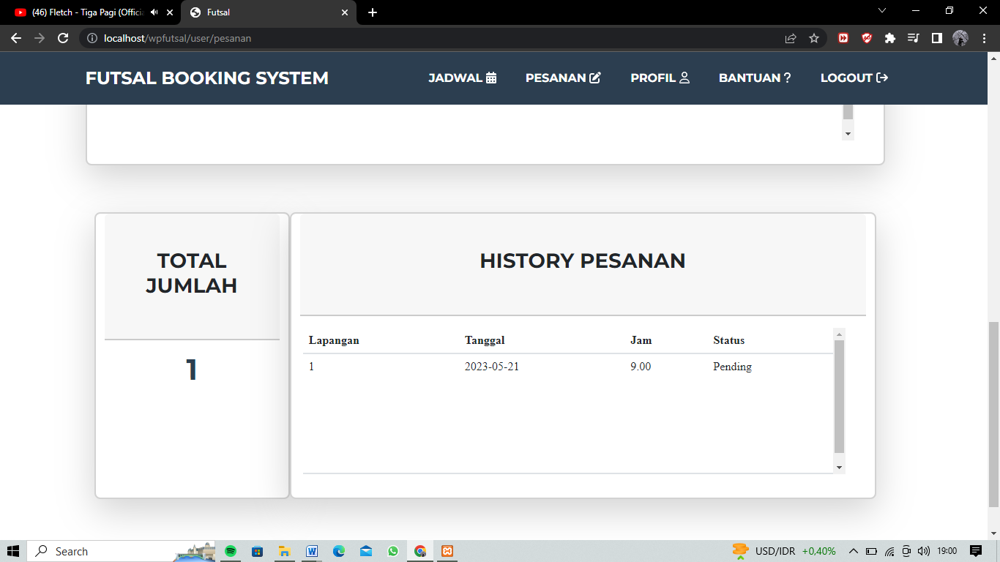 (46) Fletch - Tiga Pagi (Officia
Futsal
localhost/wpfutsal/user/pesanan
FUTSAL BOOKING SYSTEM
JADWAL
PESANAN
PROFIL
BANTUAN ?
LOGOUT
TOTAL
JUMLAH
1
HISTORY PESANAN
Lapangan Tanggal Jam Status
1 2023-05-21 9.00 Pending
Search
USD/IDR +0,40%
19:00